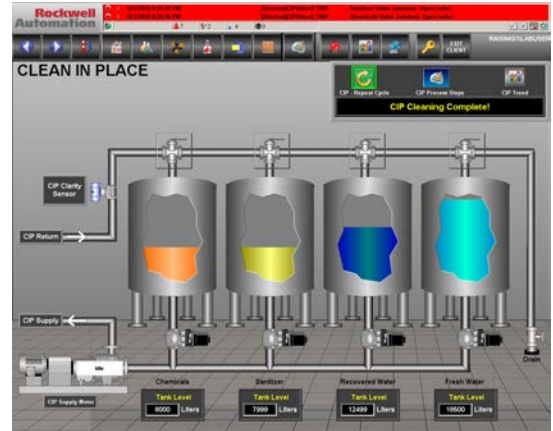 Rockwell
Automation
EXIT
CLIENT
CLEAN IN PLACE
CIP - Repeat Cycle
CIP Process Steps
CIP Trend
CIP Cleaning Complete!
CIP Clarity
Sensor
CIP Return
CIP Supply
Idle
CIP Supply Motor
Drain
Chemicals
Sanitizer
Recovered Water
Fresh Water
Tank Level
8000 Liters
Tank Level
7999 Liters
Tank Level
12499 Liters
Tank Level
19500 Liters